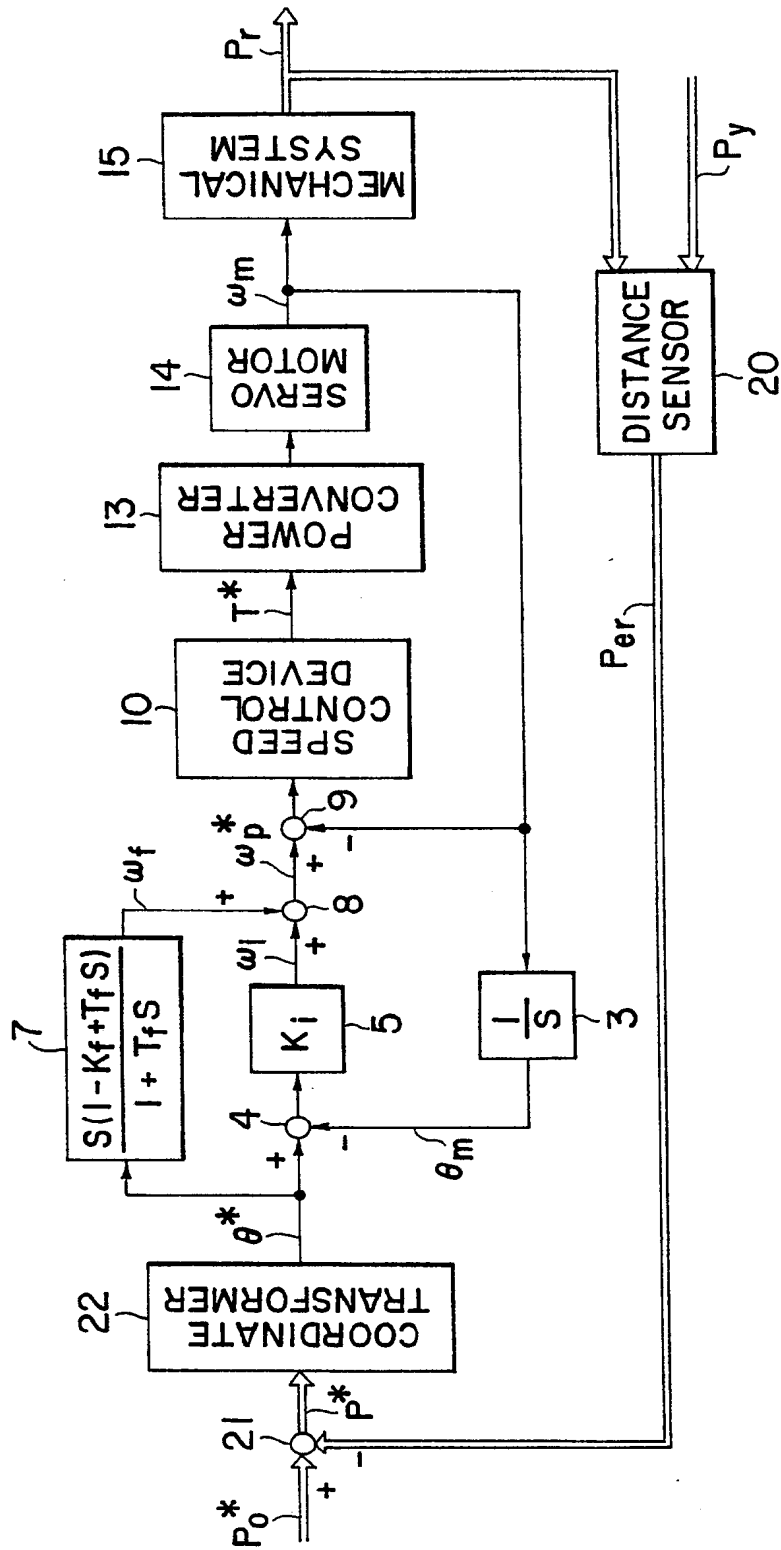 P₀*
+
-
21
P*
22
COORDINATE
TRANSFORMER
θ*
7
S(1-Kf+TfS)
1+TfS
ωf
+
+
-
4
Ki
5
ωi
+
8
ωp*
+
-
9
θm
1
S
3
10
SPEED
CONTROL
DEVICE
T*
13
POWER
CONVERTER
14
SERVO
MOTOR
ωm
15
MECHANICAL
SYSTEM
Pr
Per
DISTANCE
SENSOR
20
Py